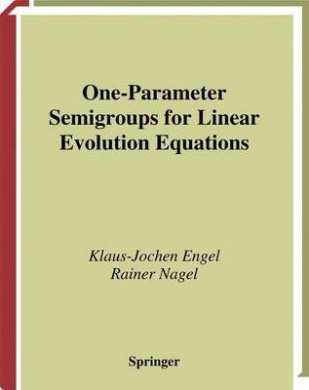 One-Parameter
Semigroups for Linear
Evolution Equations
Klaus-Jochen Engel
Rainer Nagel
Springer